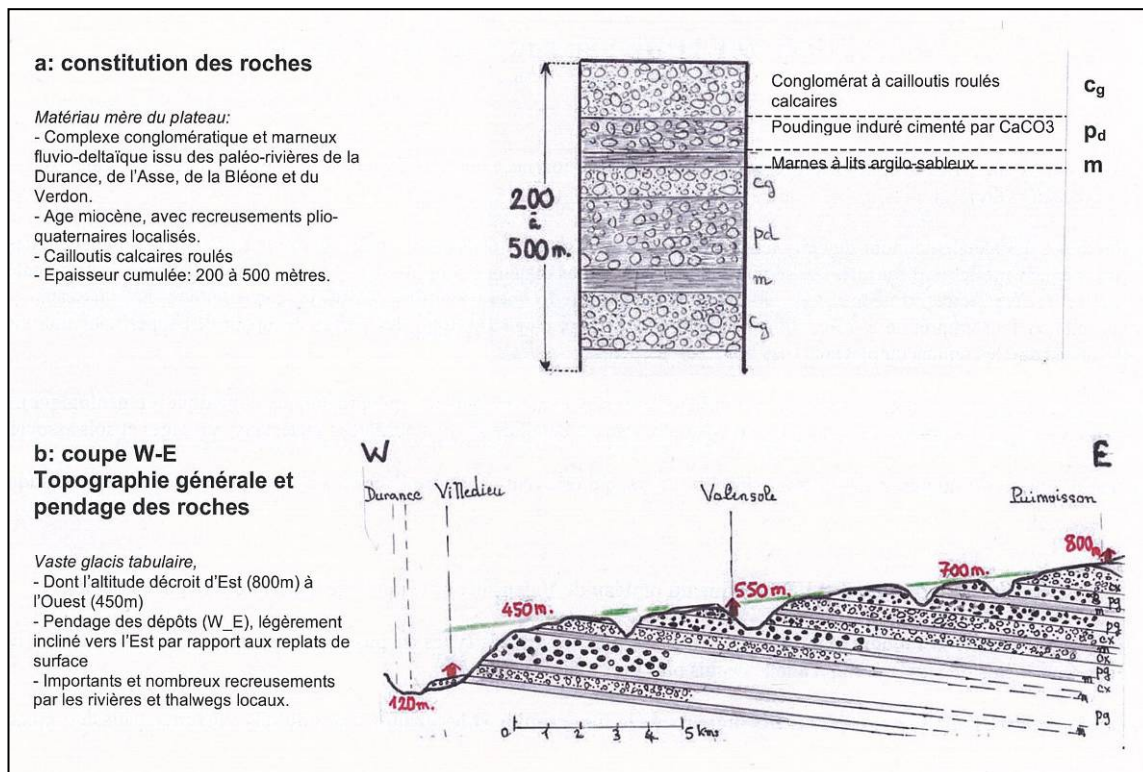 a: constitution des roches
Matériau mère du plateau:
- Complexe conglomératique et marneux
fluvio-deltaïque issu des paléo-rivières de la
Durance, de l'Asse, de la Bléone et du
Verdon.
- Age miocène, avec recreusements plio-
quaternaires localisés.
- Cailloutis calcaires roulés
- Epaisseur cumulée: 200 à 500 mètres.
200
à
500m.
Conglomérat à cailloutis roulés
calcaires
cg
Poudingue induré cimenté par CaCO3
pd
Marnes à lits argilo-sableux
m
cg
pd
m
cg
b: coupe W-E
Topographie générale et
pendage des roches
Vaste glacis tabulaire,
- Dont l'altitude décroit d'Est (800m) à
l'Ouest (450m)
- Pendage des dépôts (W_E), légèrement
incliné vers l'Est par rapport aux replats de
surface
- Importants et nombreux recreusements
par les rivières et thalwegs locaux.
W
E
Durance
Villedieu
Valensole
Puimoisson
120m.
450m.
550m.
700m.
800m
pg
m
cx
pg
m
cx
m
pg
m
0 1 2 3 4 5 kms